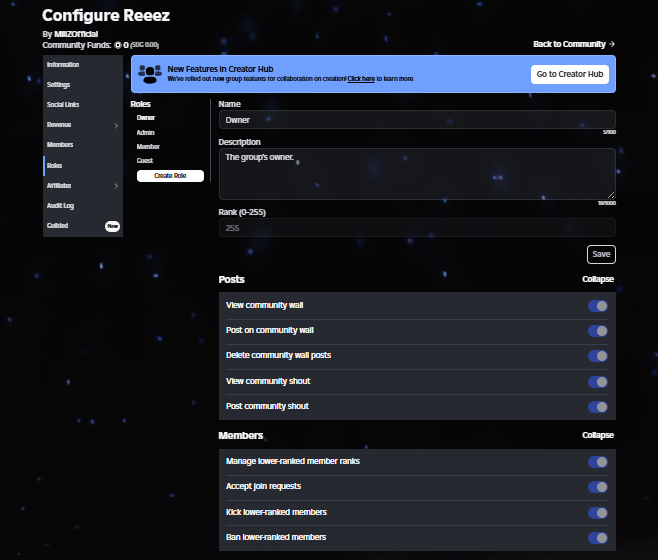 Configure Reeez
By MillZOfficial
Community Funds: 0 (SDG 0.00)
Back to Community →
Information
Settings
Social Links
Revenue
Members
Roles
Affiliates
Audit Log
Guilded New
New Features in Creator Hub
We've rolled out new group features for collaboration on creation! Click here to learn more.
Go to Creator Hub
Roles
Owner
Admin
Member
Guest
Create Role
Name
Owner
5/100
Description
The group's owner.
18/1000
Rank (0-255)
255
Save
Posts
Collapse
View community wall
Post on community wall
Delete community wall posts
View community shout
Post community shout
Members
Collapse
Manage lower-ranked member ranks
Accept join requests
Kick lower-ranked members
Ban lower-ranked members